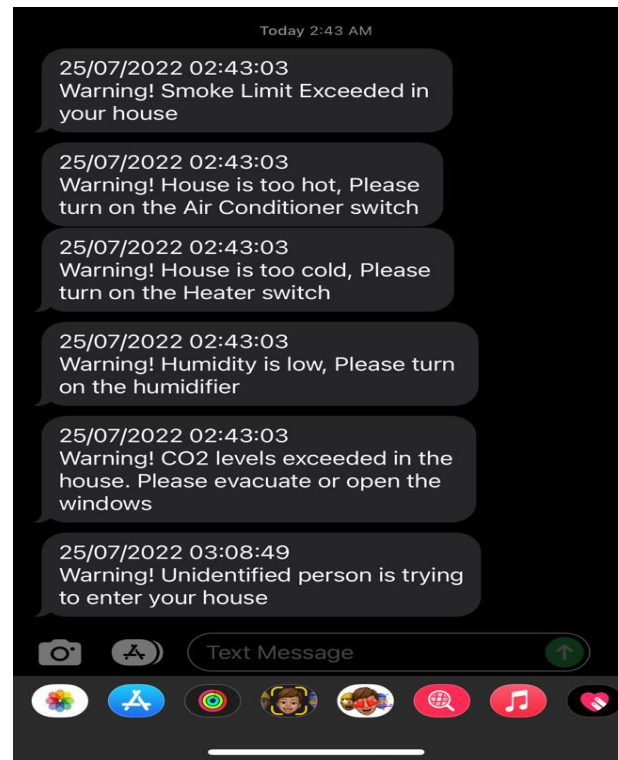 Today 2:43 AM
25/07/2022 02:43:03
Warning! Smoke Limit Exceeded in
your house
25/07/2022 02:43:03
Warning! House is too hot, Please
turn on the Air Conditioner switch
25/07/2022 02:43:03
Warning! House is too cold, Please
turn on the Heater switch
25/07/2022 02:43:03
Warning! Humidity is low, Please turn
on the humidifier
25/07/2022 02:43:03
Warning! CO2 levels exceeded in the
house. Please evacuate or open the
windows
25/07/2022 03:08:49
Warning! Unidentified person is trying
to enter your house
Text Message